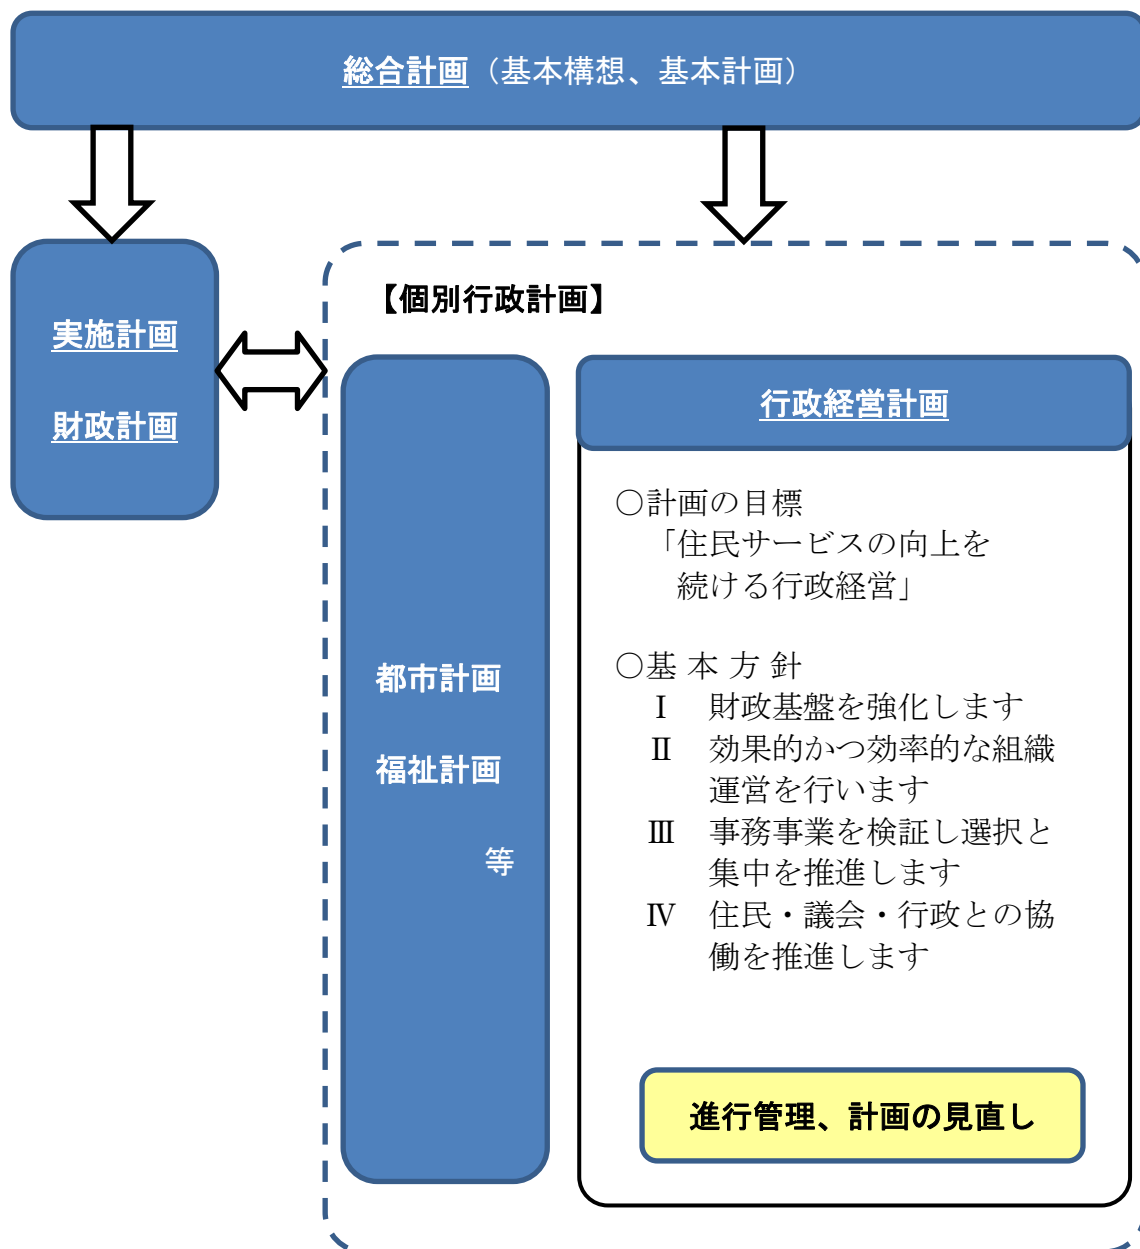 総合計画（基本構想、基本計画）
実施計画
財政計画
【個別行政計画】
都市計画
福祉計画
等
行政経営計画
○計画の目標
「住民サービスの向上を
続ける行政経営」
○基 本 方 針
Ⅰ　財政基盤を強化します
Ⅱ　効果的かつ効率的な組織
運営を行います
Ⅲ　事務事業を検証し選択と
集中を推進します
Ⅳ　住民・議会・行政との協
働を推進します
進行管理、計画の見直し